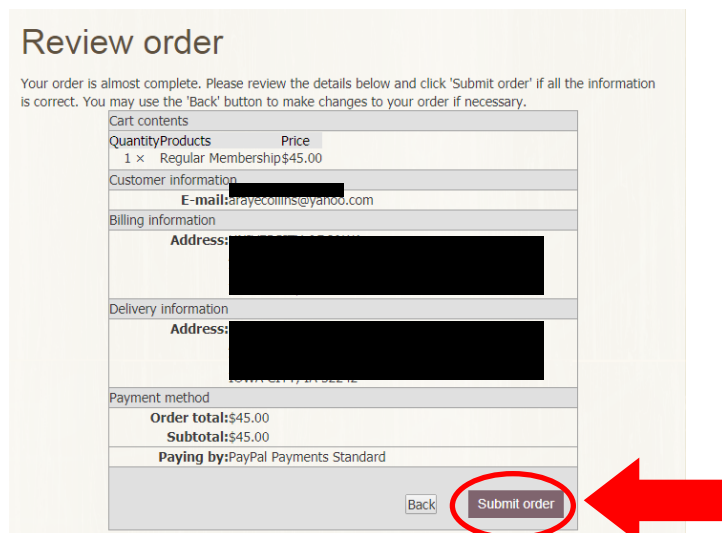 Review order
Your order is almost complete. Please review the details below and click 'Submit order' if all the information
is correct. You may use the 'Back' button to make changes to your order if necessary.
Cart contents
Quantity Products Price
1 × Regular Membership $45.00
Customer information
E-mail:
Billing information
Address:
Delivery information
Address:
Payment method
Order total: $45.00
Subtotal: $45.00
Paying by: PayPal Payments Standard
Back Submit order